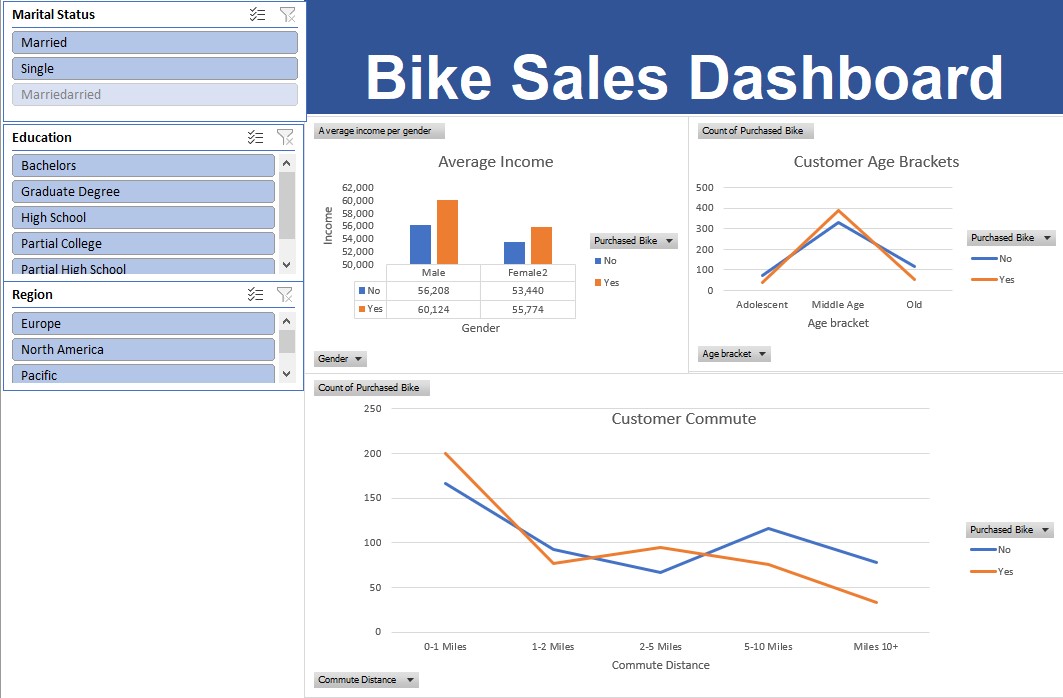 Marital Status
Married
Single
Marriedarried
Education
Bachelors
Graduate Degree
High School
Partial College
Partial High School
Region
Europe
North America
Pacific
Bike Sales Dashboard
Average income per gender
Average Income
62,000
60,000
58,000
56,000
54,000
52,000
50,000
Income
Male Female2
No 56,208 53,440
Yes 60,124 55,774
Gender
Purchased Bike
No
Yes
Gender
Count of Purchased Bike
Customer Age Brackets
500
400
300
200
100
0
Adolescent Middle Age Old
Age bracket
Purchased Bike
No
Yes
Age bracket
Count of Purchased Bike
Customer Commute
250
200
150
100
50
0
0-1 Miles 1-2 Miles 2-5 Miles 5-10 Miles Miles 10+
Commute Distance
Purchased Bike
No
Yes
Commute Distance